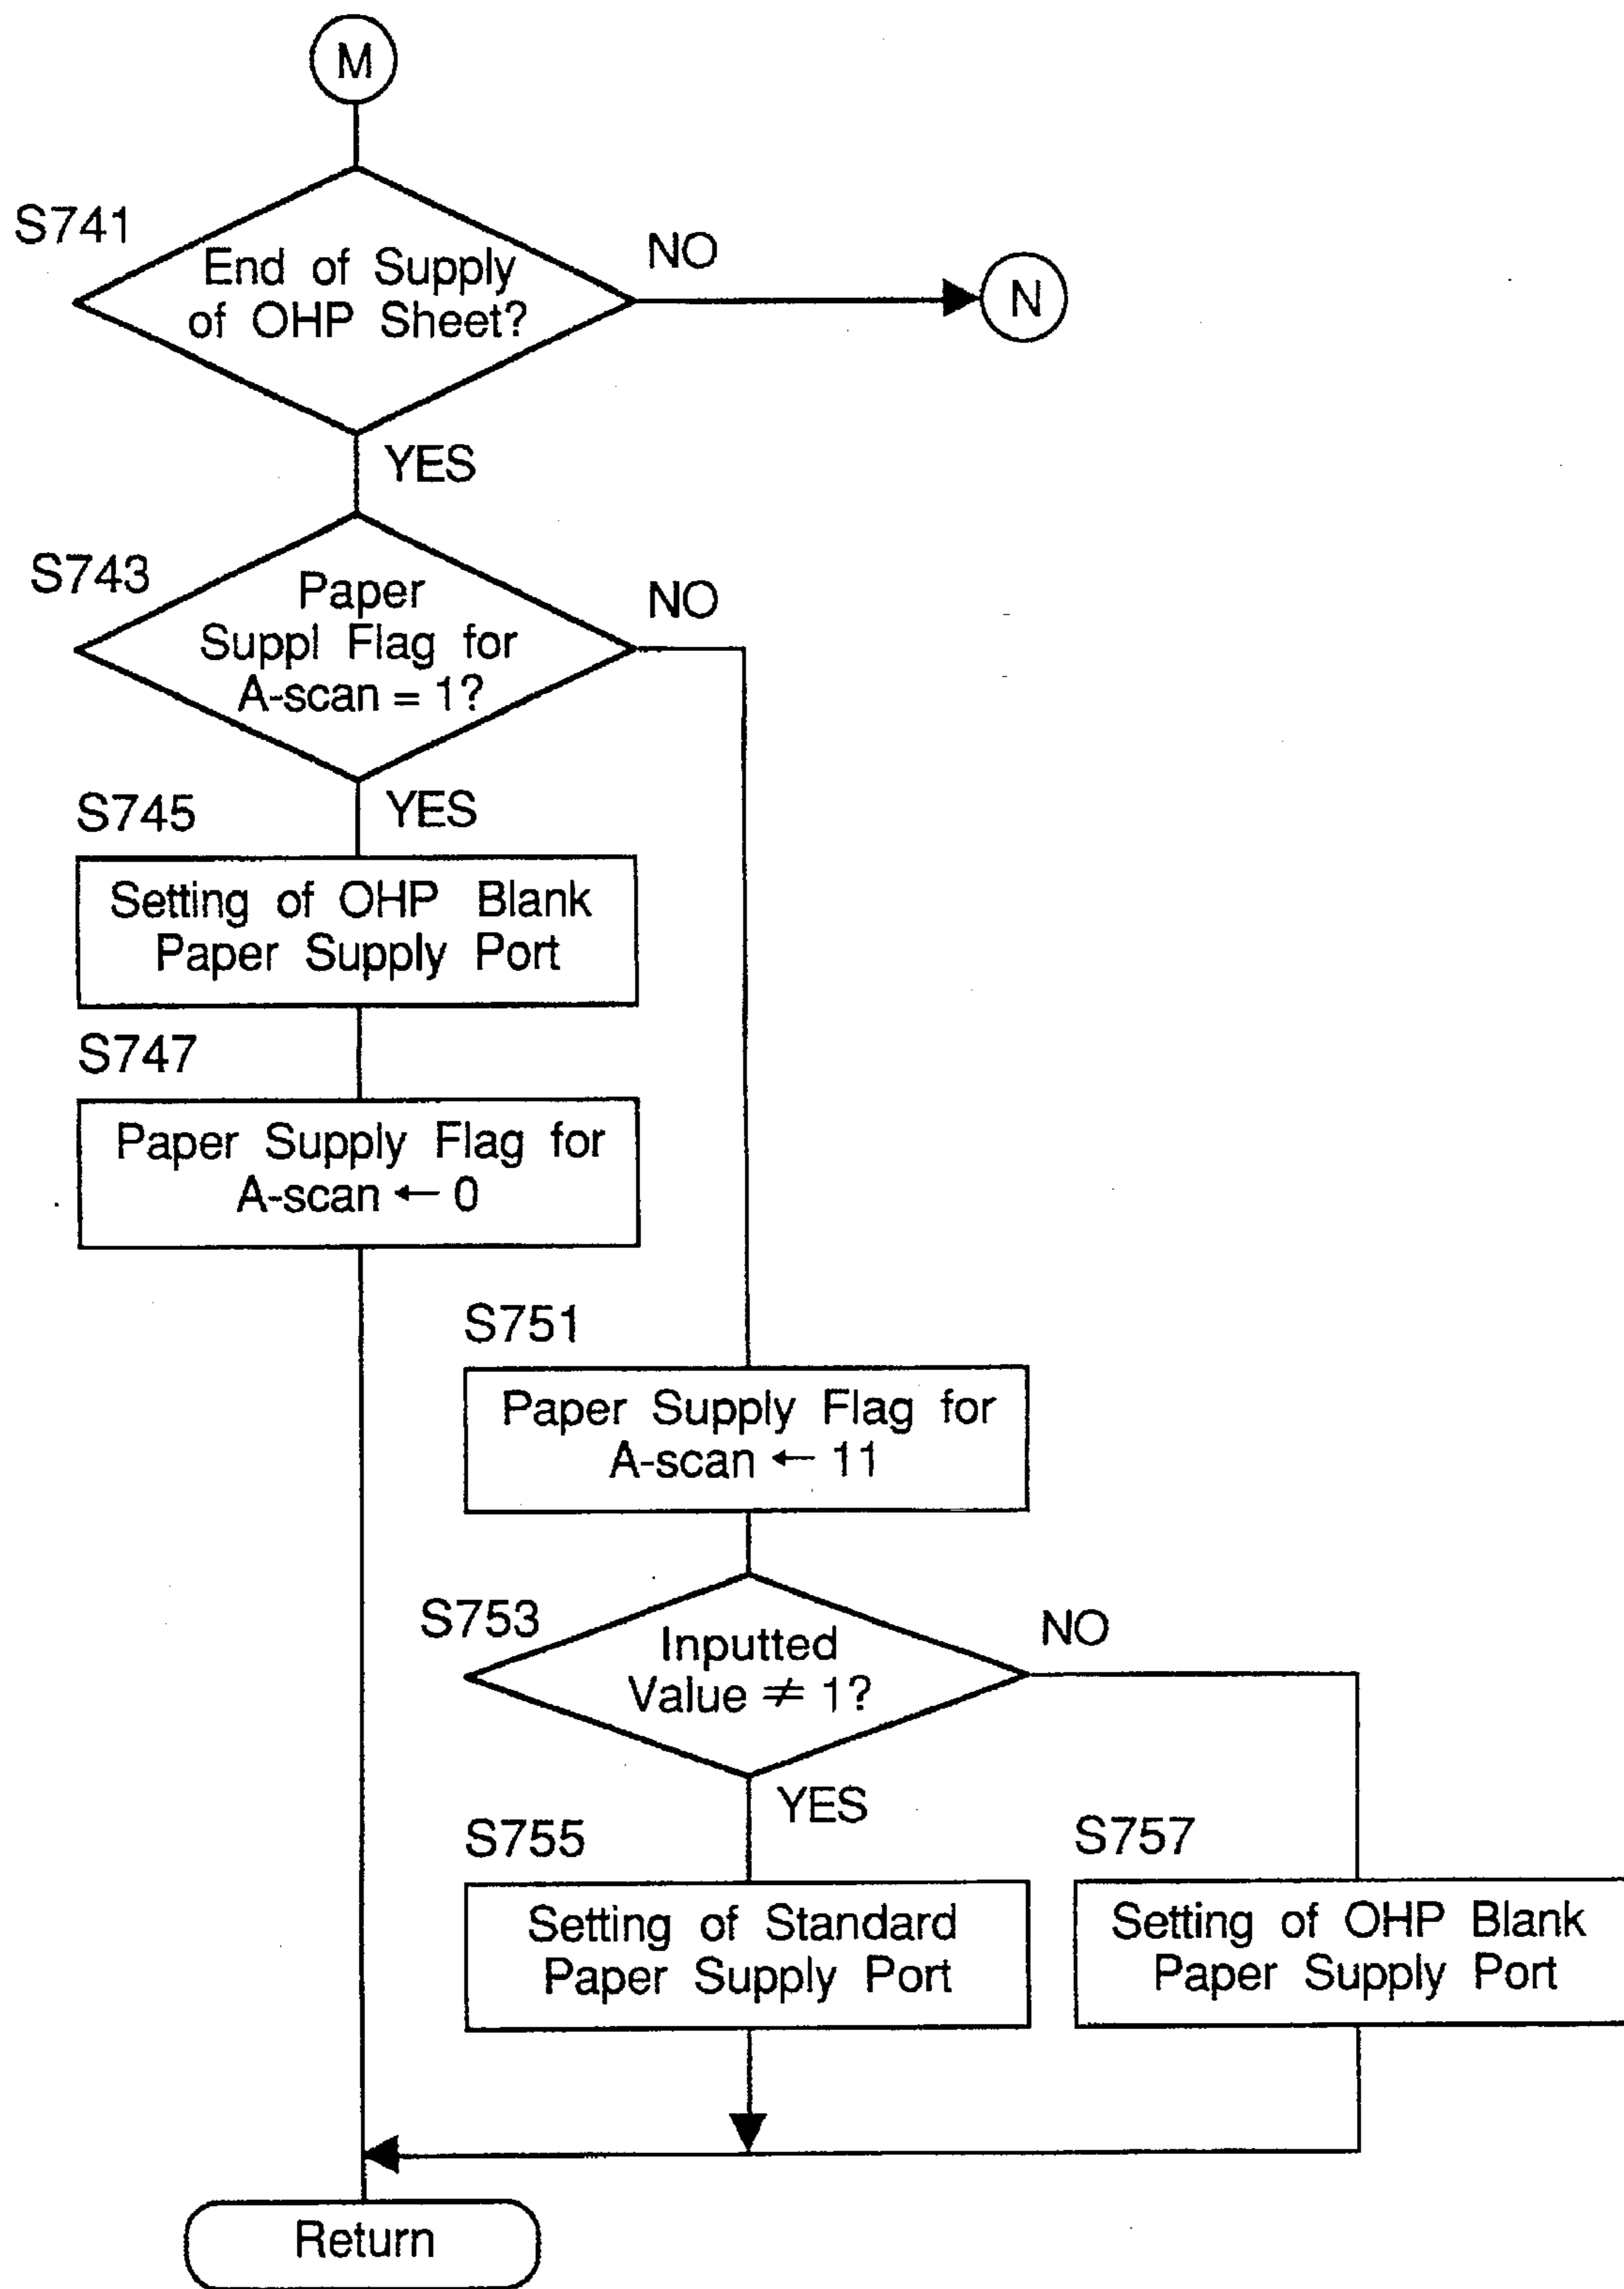 M
S741
End of Supply
of OHP Sheet?
NO
N
YES
S743
Paper
Suppl Flag for
A-scan = 1?
NO
YES
S745
Setting of OHP Blank
Paper Supply Port
S747
Paper Supply Flag for
A-scan ← 0
S751
Paper Supply Flag for
A-scan ← 11
S753
Inputted
Value ≠ 1?
NO
YES
S755
Setting of Standard
Paper Supply Port
S757
Setting of OHP Blank
Paper Supply Port
Return